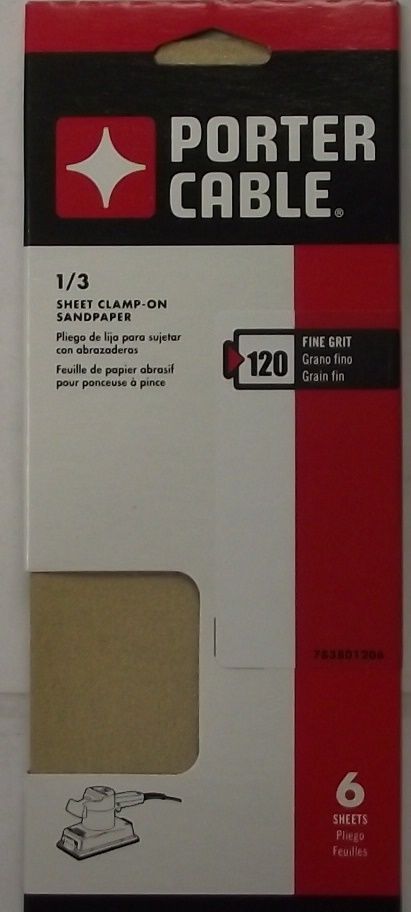 PORTER
CABLE®
1/3
SHEET CLAMP-ON
SANDPAPER
Pliego de lija para sujetar
con abrazaderas
Feuille de papier abrasif
pour ponceuse à pince
120
FINE GRIT
Grano fino
Grain fin
763801206
6
SHEETS
Pliego
Feuilles